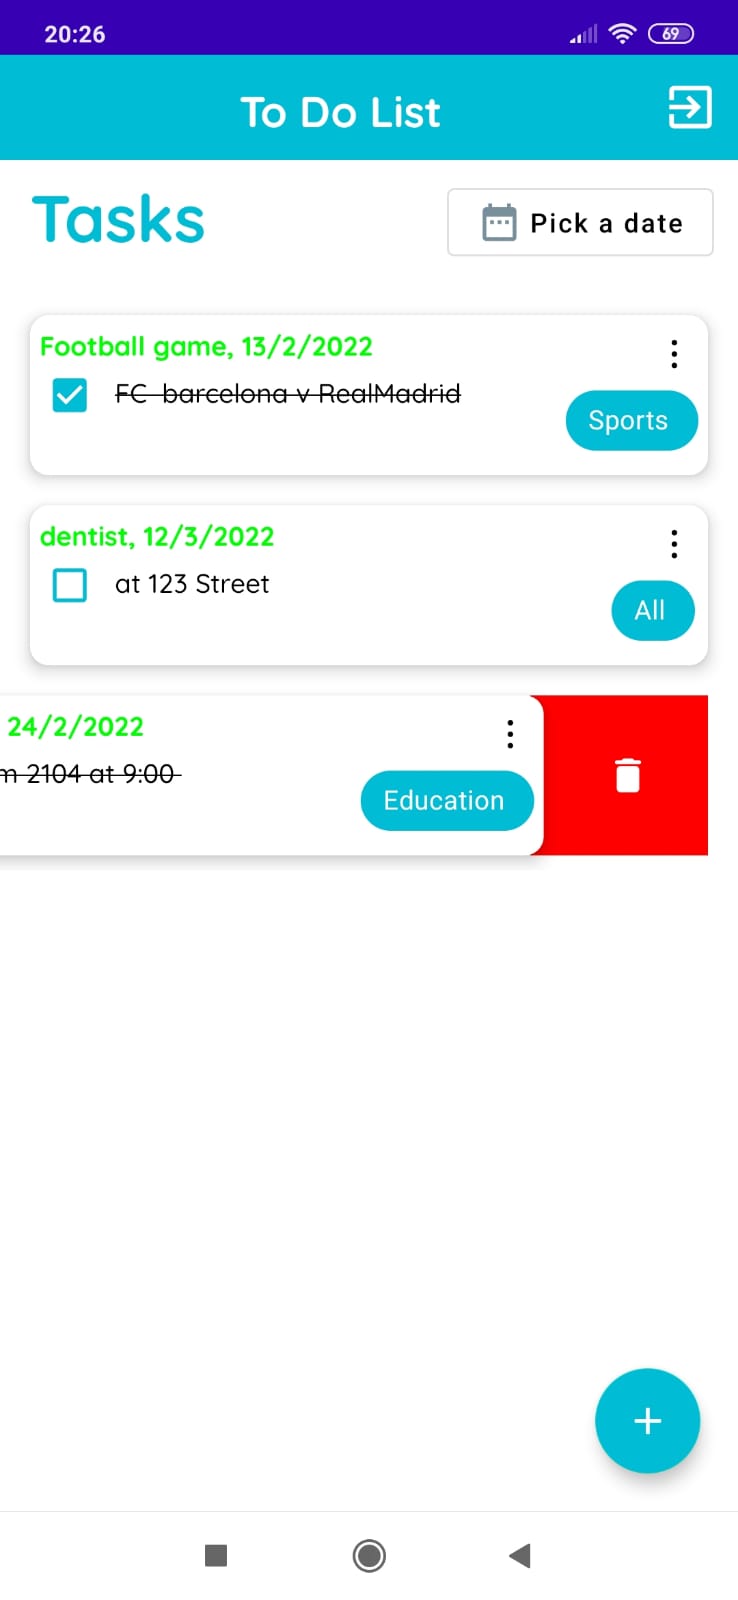 20:26
69
To Do List
Tasks
Pick a date
Football game, 13/2/2022
FC barcelona v RealMadrid
Sports
dentist, 12/3/2022
at 123 Street
All
24/2/2022
m 2104 at 9:00
Education